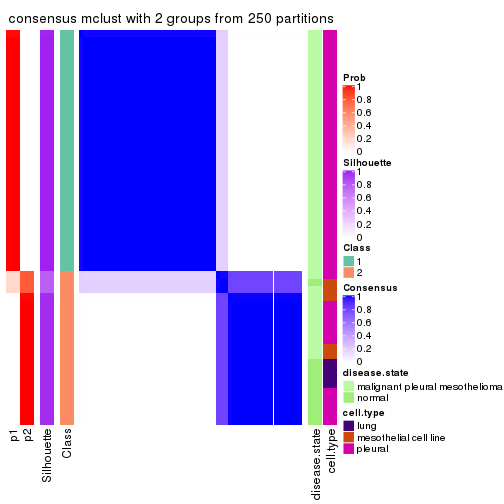 consensus mclust with 2 groups from 250 partitions
Prob
1
0.8
0.6
0.4
0.2
0
Silhouette
1
0.8
0.6
0.4
0.2
0
Class
1
2
Consensus
1
0.8
0.6
0.4
0.2
0
disease.state
malignant pleural mesothelioma
normal
cell.type
lung
mesothelial cell line
pleural
p1
p2
Silhouette
Class
disease.state
cell.type